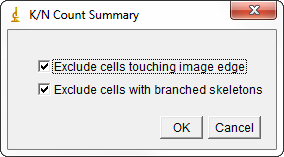 K/N Count Summary
Exclude cells touching image edge
Exclude cells with branched skeletons
OK Cancel